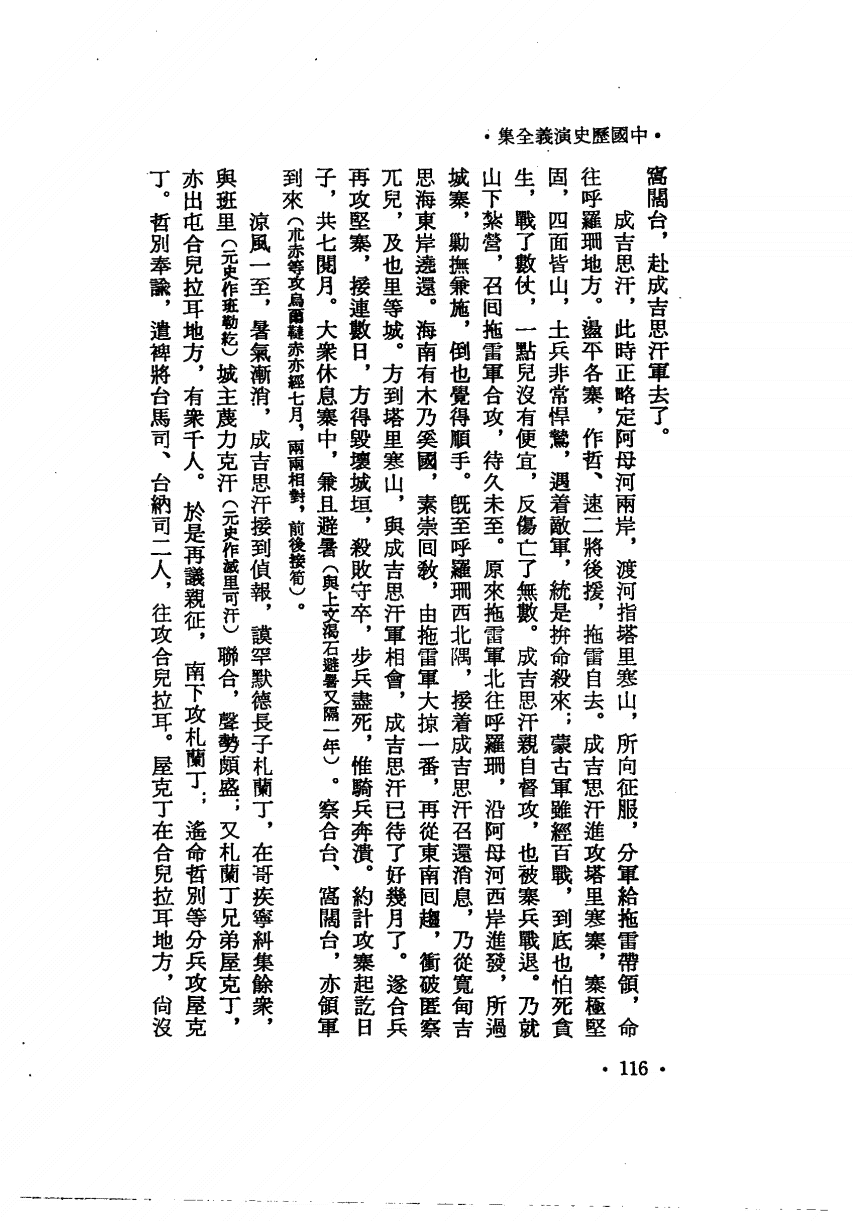 ·中國歷史演義全集·
窩闊台，赴成吉思汗軍去了。
成吉思汗，此時正略定阿母河兩岸，渡河指塔里寒山，所向征服，分軍給拖雷帶領，命
往呼羅珊地方。盪平各寨，作哲、速二將後援，拖雷自去。成吉思汗進攻塔里寒寨，寨極堅
固，四面皆山，土兵非常悍鷙，遇着敵軍，統是拚命殺來；蒙古軍雖經百戰，到底也怕死貪
生，戰了數仗，一點兒沒有便宜，反傷亡了無數。成吉思汗親自督攻，也被寨兵戰退。乃就
山下紮營，召回拖雷軍合攻，待久未至。原來拖雷軍北往呼羅珊，沿阿母河西岸進發，所過
城寨，勦撫兼施，倒也覺得順手。旣至呼羅珊西北隅，接着成吉思汗召還消息，乃從寬甸吉
思海東岸遶還。海南有木乃奚國，素崇回敎，由拖雷軍大掠一番，再從東南回趨，衝破匿察
兀兒，及也里等城。方到塔里寒山，與成吉思汗軍相會，成吉思汗已待了好幾月了。遂合兵
再攻堅寨，接連數日，方得毀壞城垣，殺敗守卒，步兵盡死，惟騎兵奔潰。約計攻寨起訖日
子，共七閱月。大衆休息寨中，兼且避暑（與上文渴石避暑又隔一年）。察合台、窩闊台，亦領軍
到來（朮赤等攻烏爾韃赤亦經七月，兩兩相對，前後接筍）。
涼風一至，暑氣漸消，成吉思汗接到偵報，謨罕默德長子札蘭丁，在哥疾寧糾集餘衆，
與班里（元史作班勒紇）城主蔑力克汗（元史作滅里可汗）聯合，聲勢頗盛；又札蘭丁兄弟屋克丁，
亦出屯合兒拉耳地方，有衆千人。於是再議親征，南下攻札蘭丁；遙命哲別等分兵攻屋克
丁。哲別奉諭，遣裨將台馬司、台納司二人，往攻合兒拉耳。屋克丁在合兒拉耳地方，尙沒
·116·